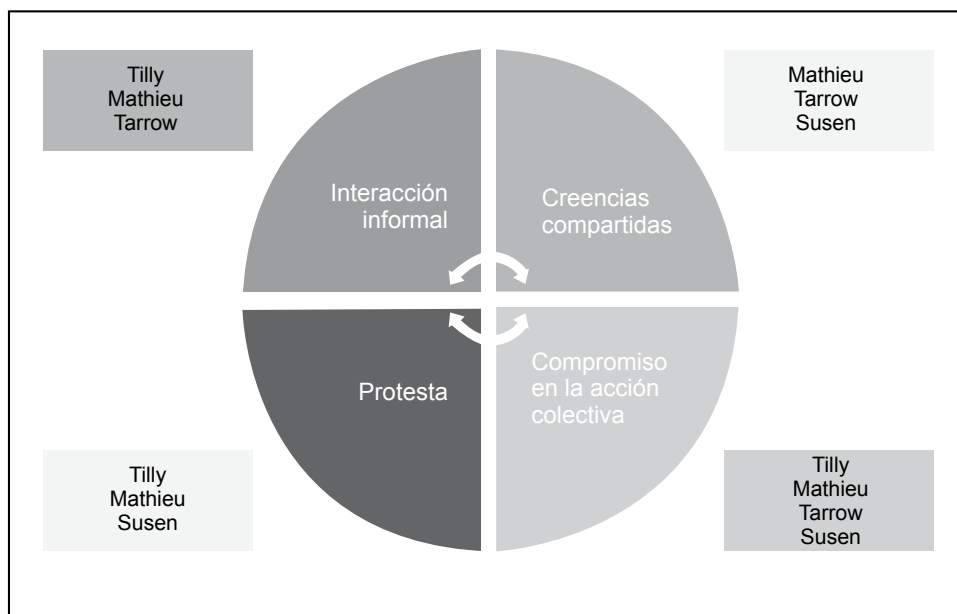 Tilly
Mathieu
Tarrow
Mathieu
Tarrow
Susen
Interacción
informal
Creencias
compartidas
Protesta
Compromiso
en la acción
colectiva
Tilly
Mathieu
Susen
Tilly
Mathieu
Tarrow
Susen